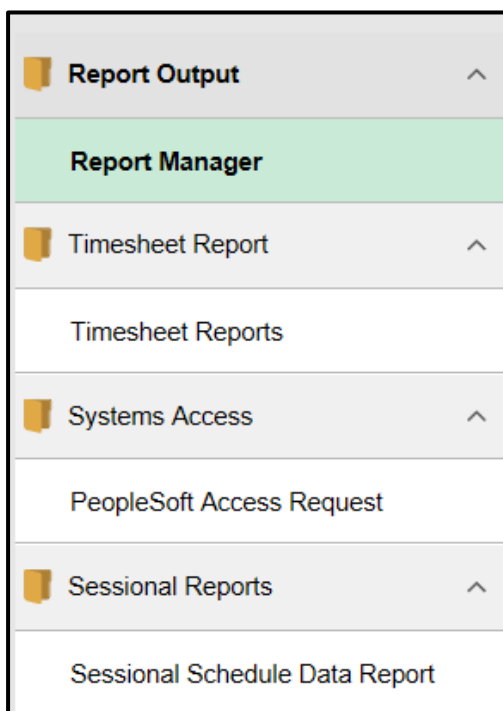 Report Output
Report Manager
Timesheet Report
Timesheet Reports
Systems Access
PeopleSoft Access Request
Sessional Reports
Sessional Schedule Data Report